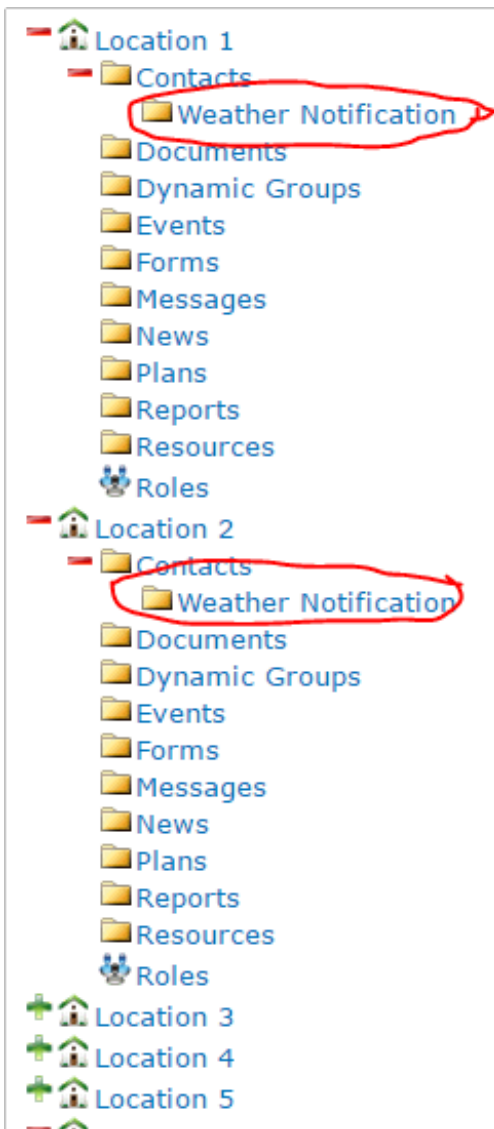 Location 1
Contacts
Weather Notification
Documents
Dynamic Groups
Events
Forms
Messages
News
Plans
Reports
Resources
Roles
Location 2
Contacts
Weather Notification
Documents
Dynamic Groups
Events
Forms
Messages
News
Plans
Reports
Resources
Roles
Location 3
Location 4
Location 5